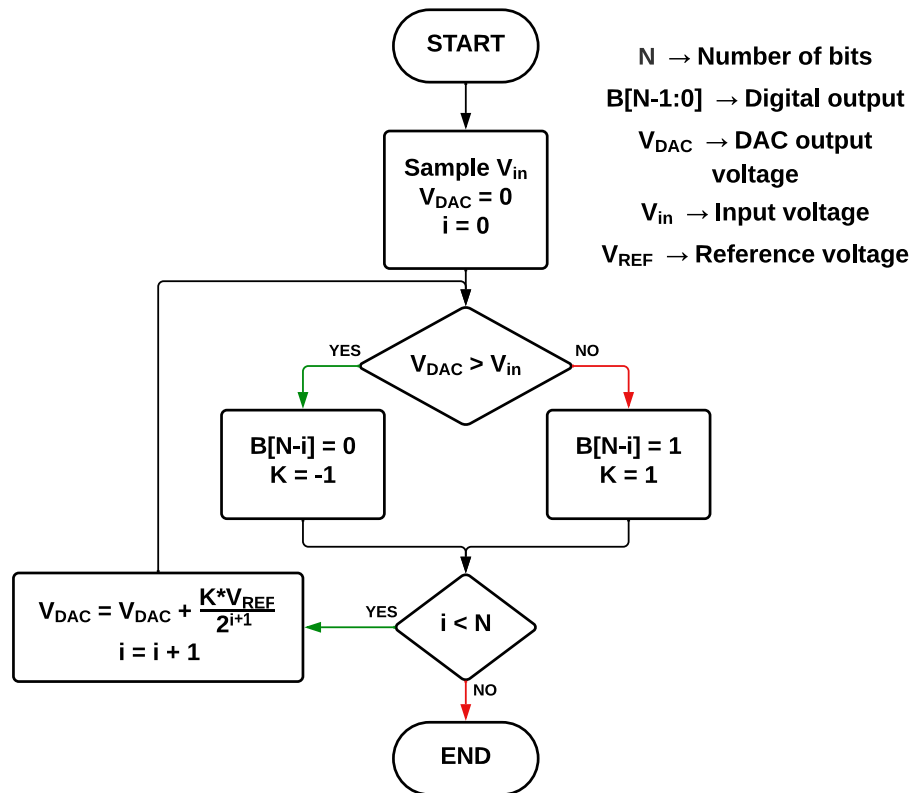 START
N → Number of bits
B[N-1:0] → Digital output
V_DAC → DAC output
voltage
V_in → Input voltage
V_REF → Reference voltage
Sample V_in
V_DAC = 0
i = 0
YES
V_DAC > V_in
NO
B[N-i] = 0
K = -1
B[N-i] = 1
K = 1
V_DAC = V_DAC + K*V_REF / 2^{i+1}
i = i + 1
YES
i < N
NO
END